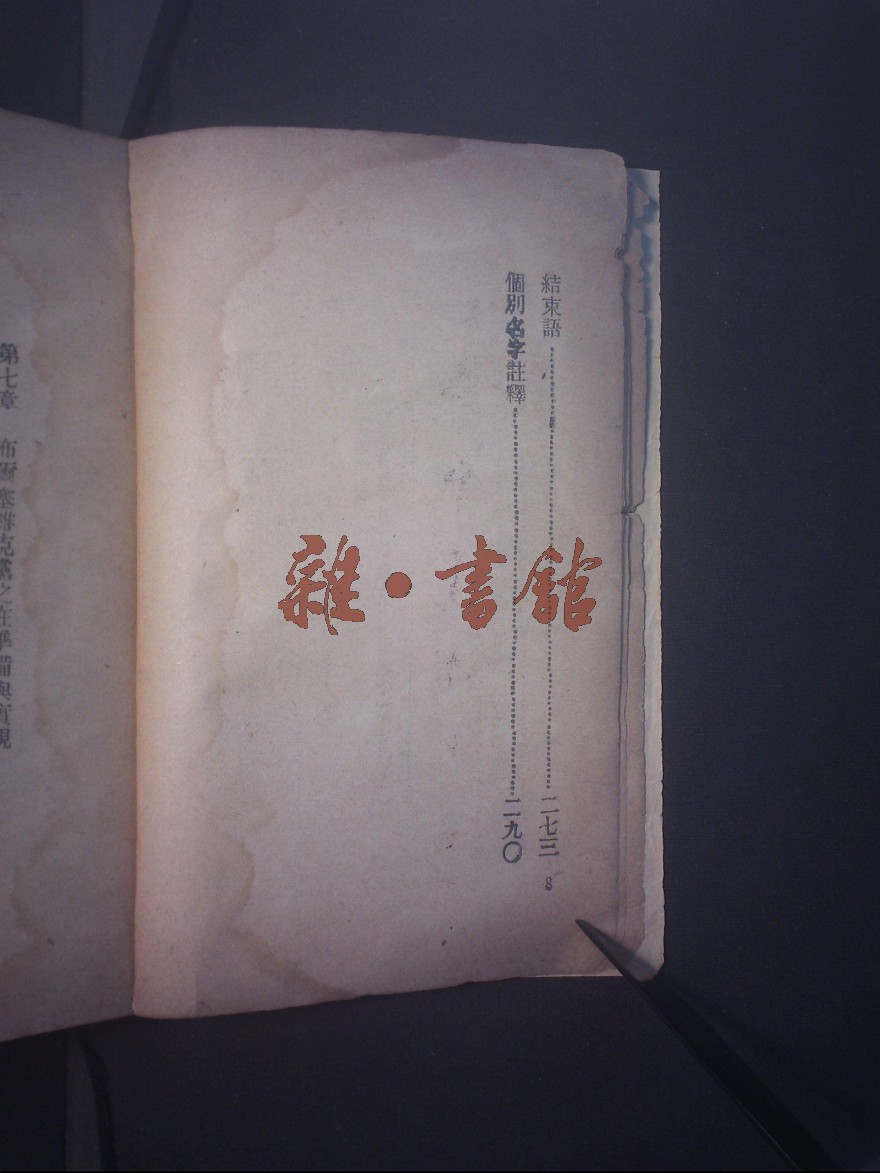 結束語……二七三
個別名字註釋……二九〇
8
雜•書館
第七章 布爾塞維克黨之在準備與實現